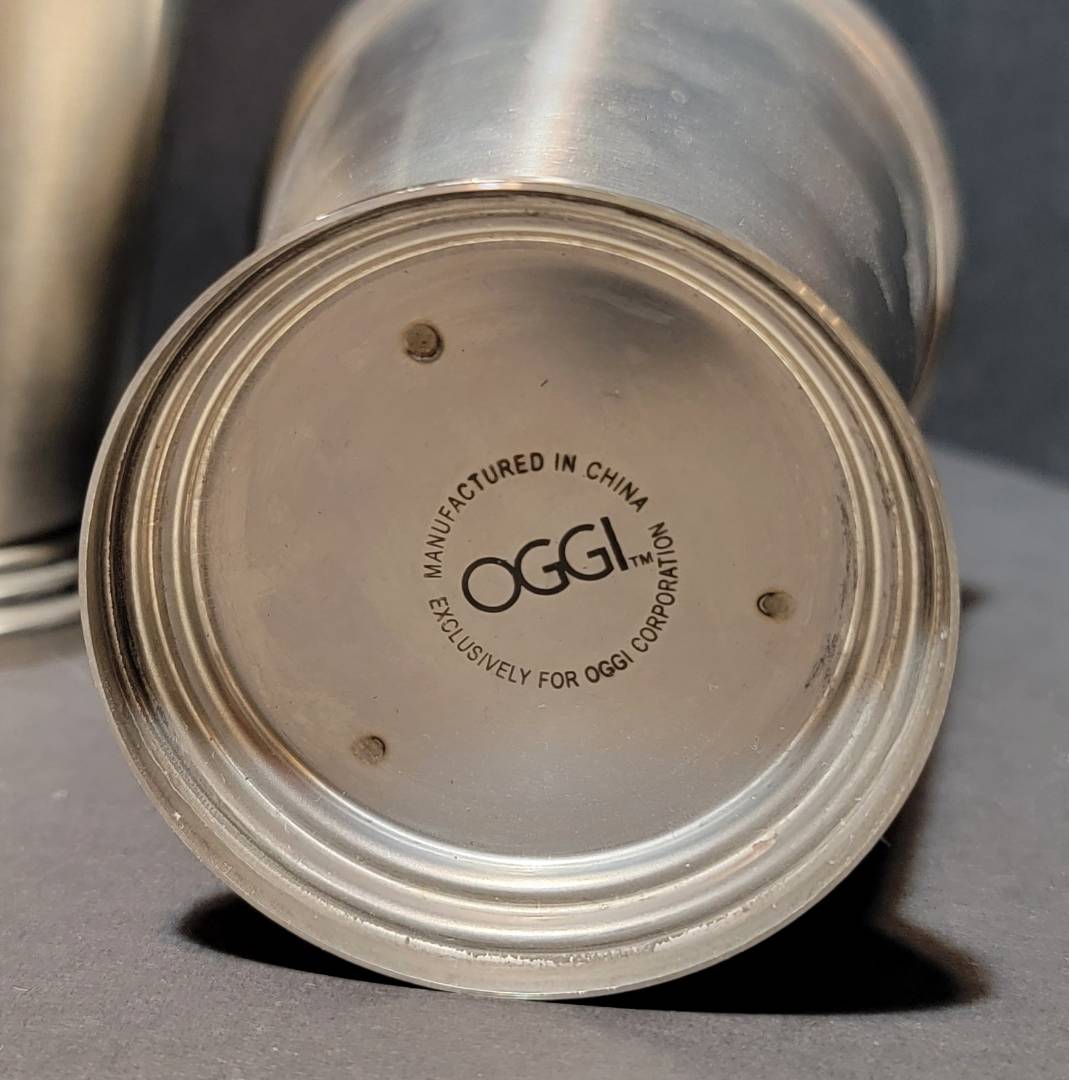 MANUFACTURED IN CHINA
OGGI™
EXCLUSIVELY FOR OGGI CORPORATION